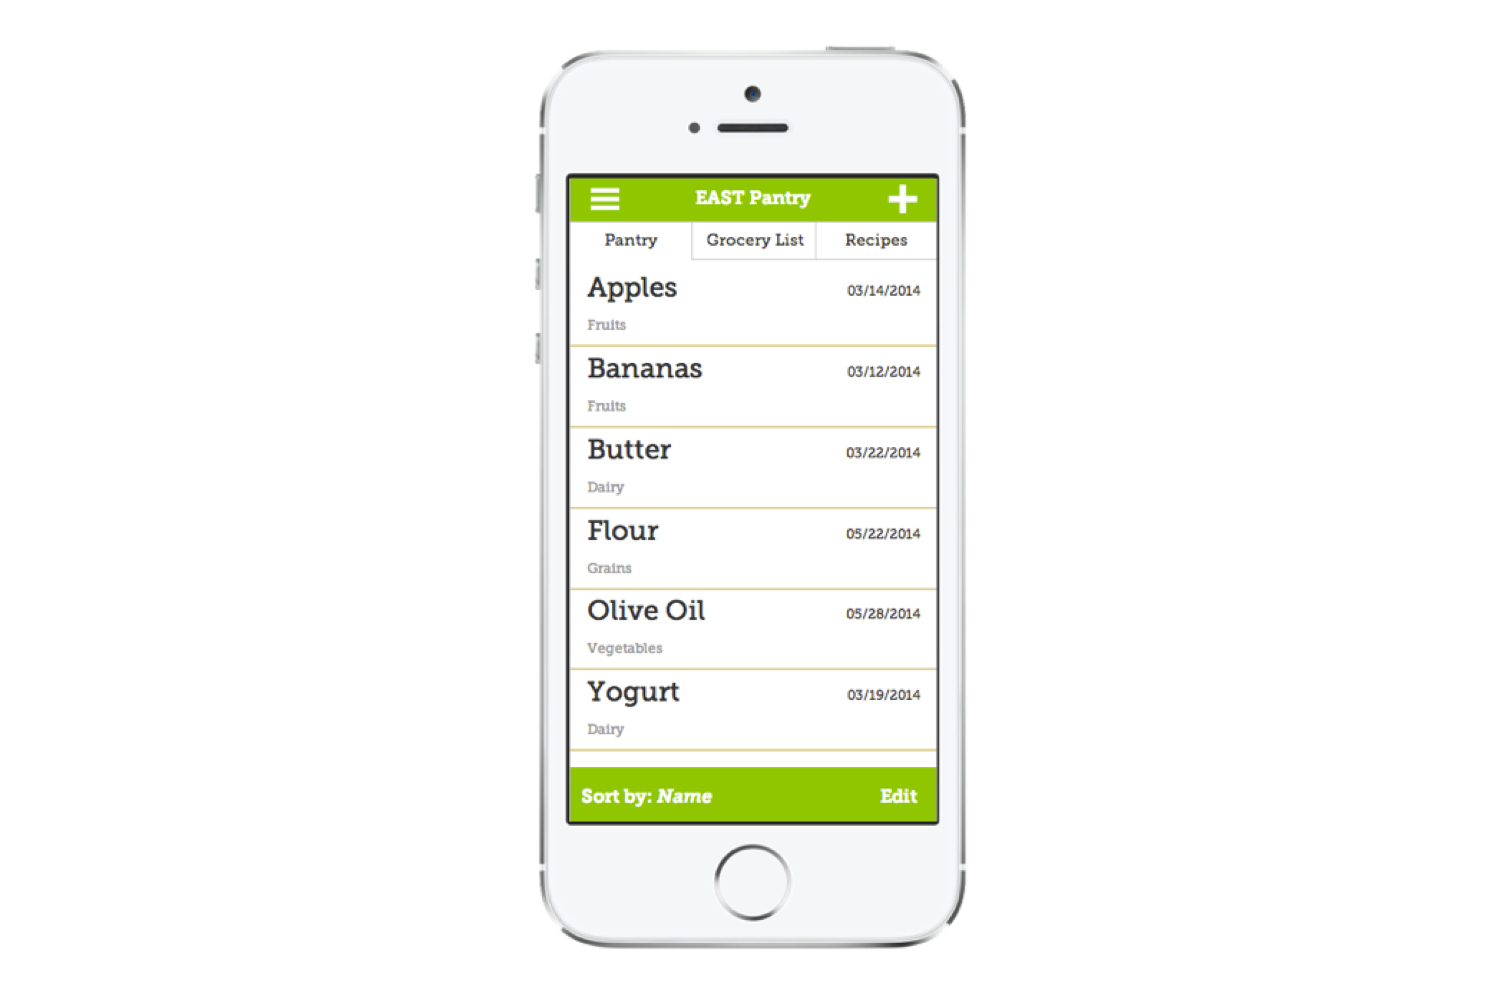 EAST Pantry
Pantry Grocery List Recipes
Apples 03/14/2014
Fruits
Bananas 03/12/2014
Fruits
Butter 03/22/2014
Dairy
Flour 05/22/2014
Grains
Olive Oil 05/28/2014
Vegetables
Yogurt 03/19/2014
Dairy
Sort by: Name Edit